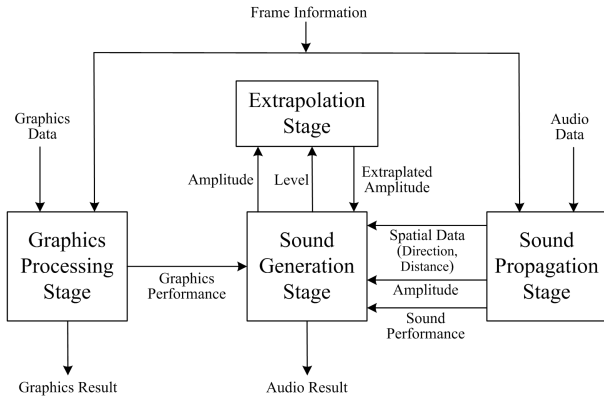 Frame Information
Graphics
Data
Extrapolation
Stage
Audio
Data
Amplitude
Level
Extraplated
Amplitude
Graphics
Processing
Stage
Graphics
Performance
Sound
Generation
Stage
Spatial Data
(Direction,
Distance)
Amplitude
Sound
Performance
Sound
Propagation
Stage
Graphics Result
Audio Result